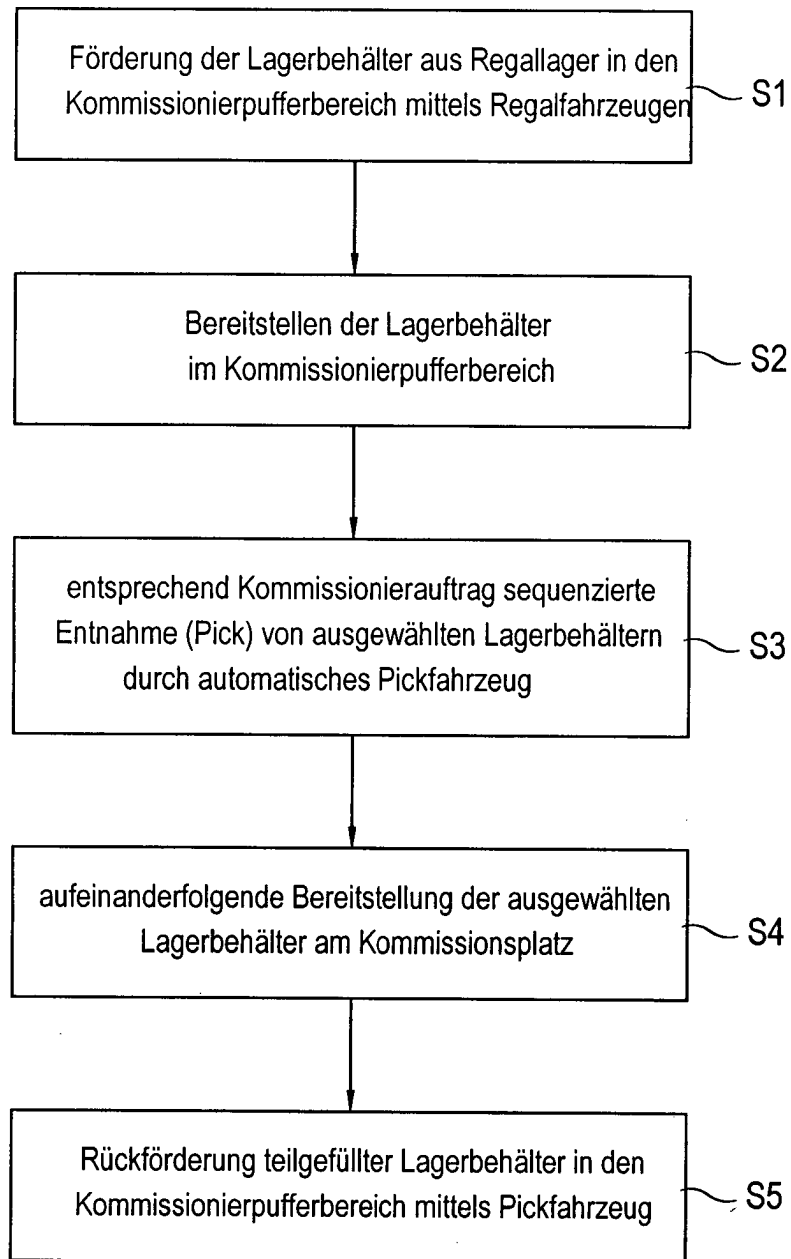 Förderung der Lagerbehälter aus Regallager in den
Kommissionierpufferbereich mittels Regalfahrzeugen
S1
Bereitstellen der Lagerbehälter
im Kommissionierpufferbereich
S2
entsprechend Kommissionierauftrag sequenzierte
Entnahme (Pick) von ausgewählten Lagerbehältern
durch automatisches Pickfahrzeug
S3
aufeinanderfolgende Bereitstellung der ausgewählten
Lagerbehälter am Kommissionsplatz
S4
Rückförderung teilgefüllter Lagerbehälter in den
Kommissionierpufferbereich mittels Pickfahrzeug
S5